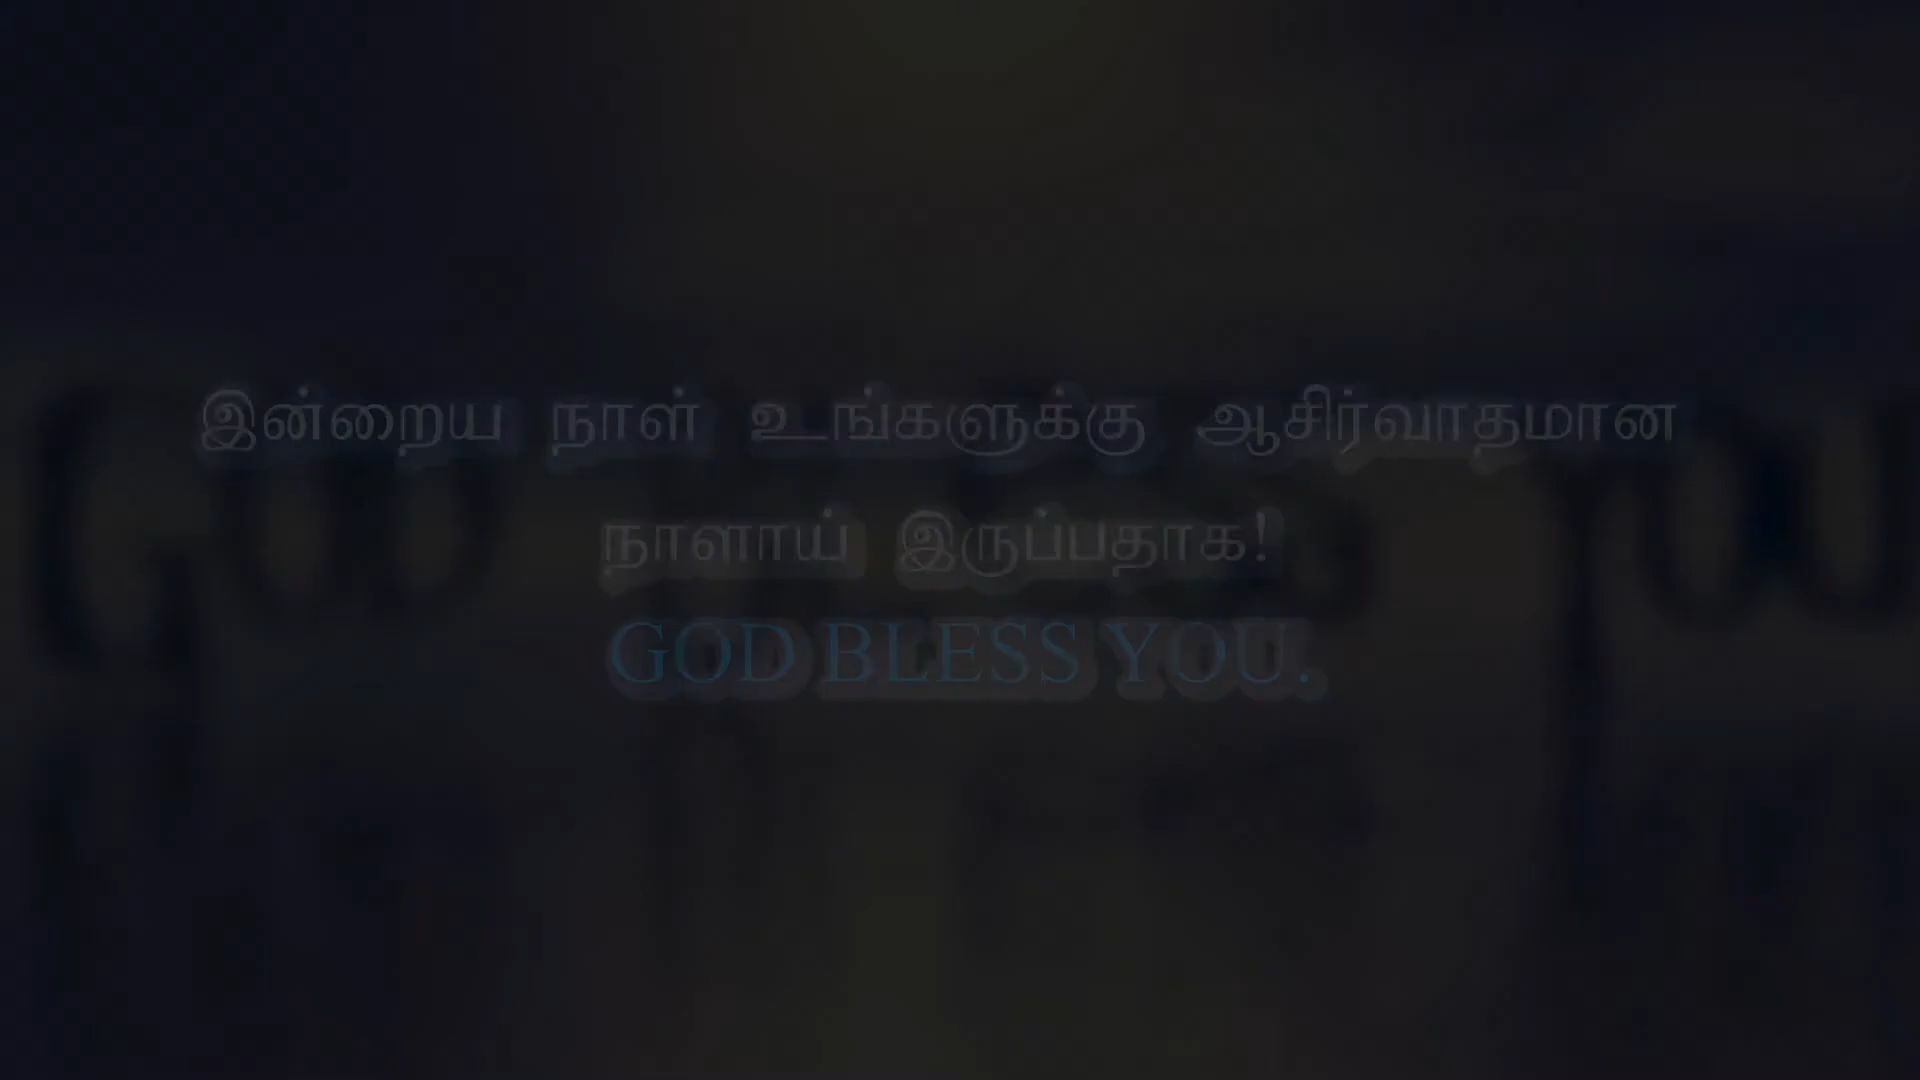 இன்றைய நாள் உங்களுக்கு ஆசிர்வாதமான
நாளாய் இருப்பதாக!
GOD BLESS YOU.